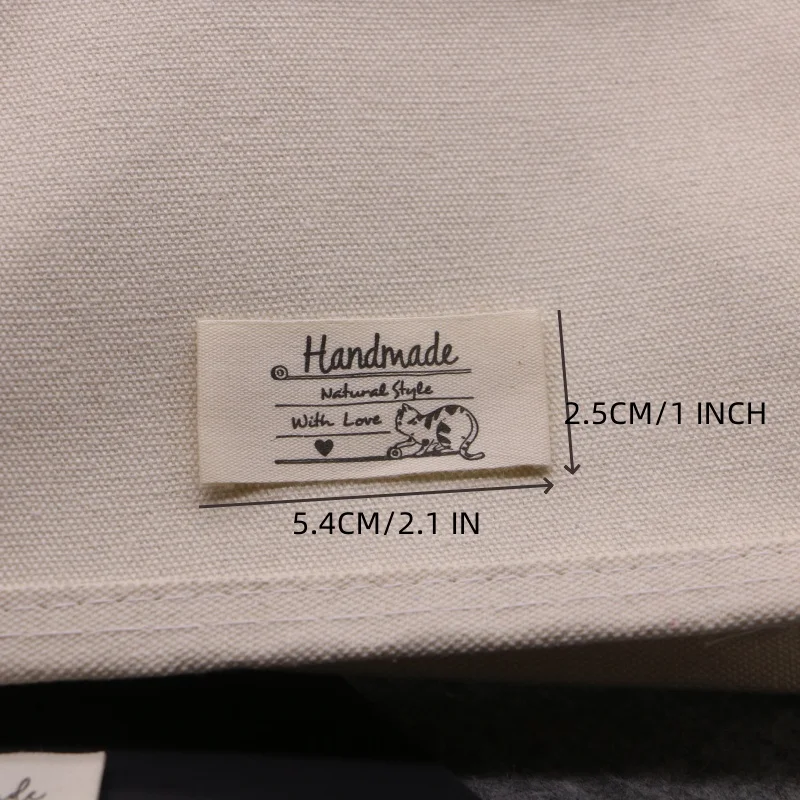 Handmade
Natural Style
With Love
2.5CM/1 INCH
5.4CM/2.1 IN